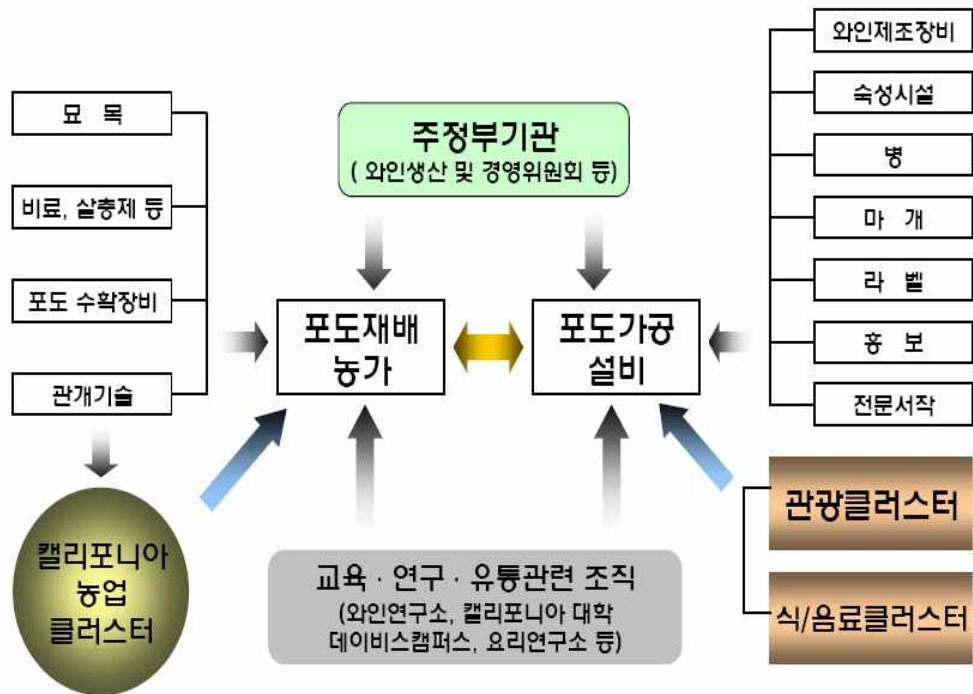 와인제조장비
숙성시설
병
마 개
라 벨
홍 보
전문서작
묘 목
비료, 살충제 등
포도 수확장비
관개기술
주정부기관
( 와인생산 및 경영위원회 등)
포도재배
농가
포도가공
설비
캘리포니아
농업
클러스터
교육 · 연구 · 유통관련 조직
(와인연구소, 캘리포니아 대학
데이비스캠퍼스, 요리연구소 등)
관광클러스터
식/음료클러스터